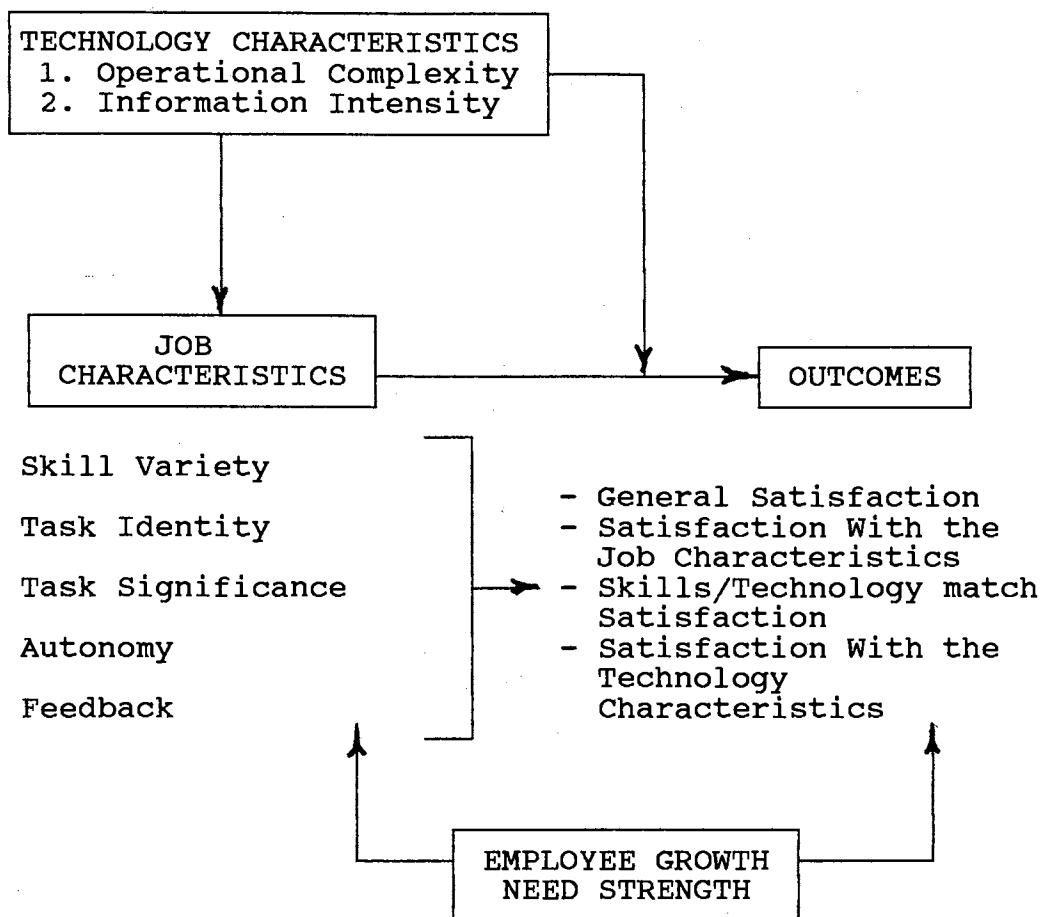 TECHNOLOGY CHARACTERISTICS
1. Operational Complexity
2. Information Intensity
JOB
CHARACTERISTICS
OUTCOMES
Skill Variety
Task Identity
Task Significance
Autonomy
Feedback
- General Satisfaction
- Satisfaction With the
Job Characteristics
- Skills/Technology match
Satisfaction
- Satisfaction With the
Technology
Characteristics
EMPLOYEE GROWTH
NEED STRENGTH